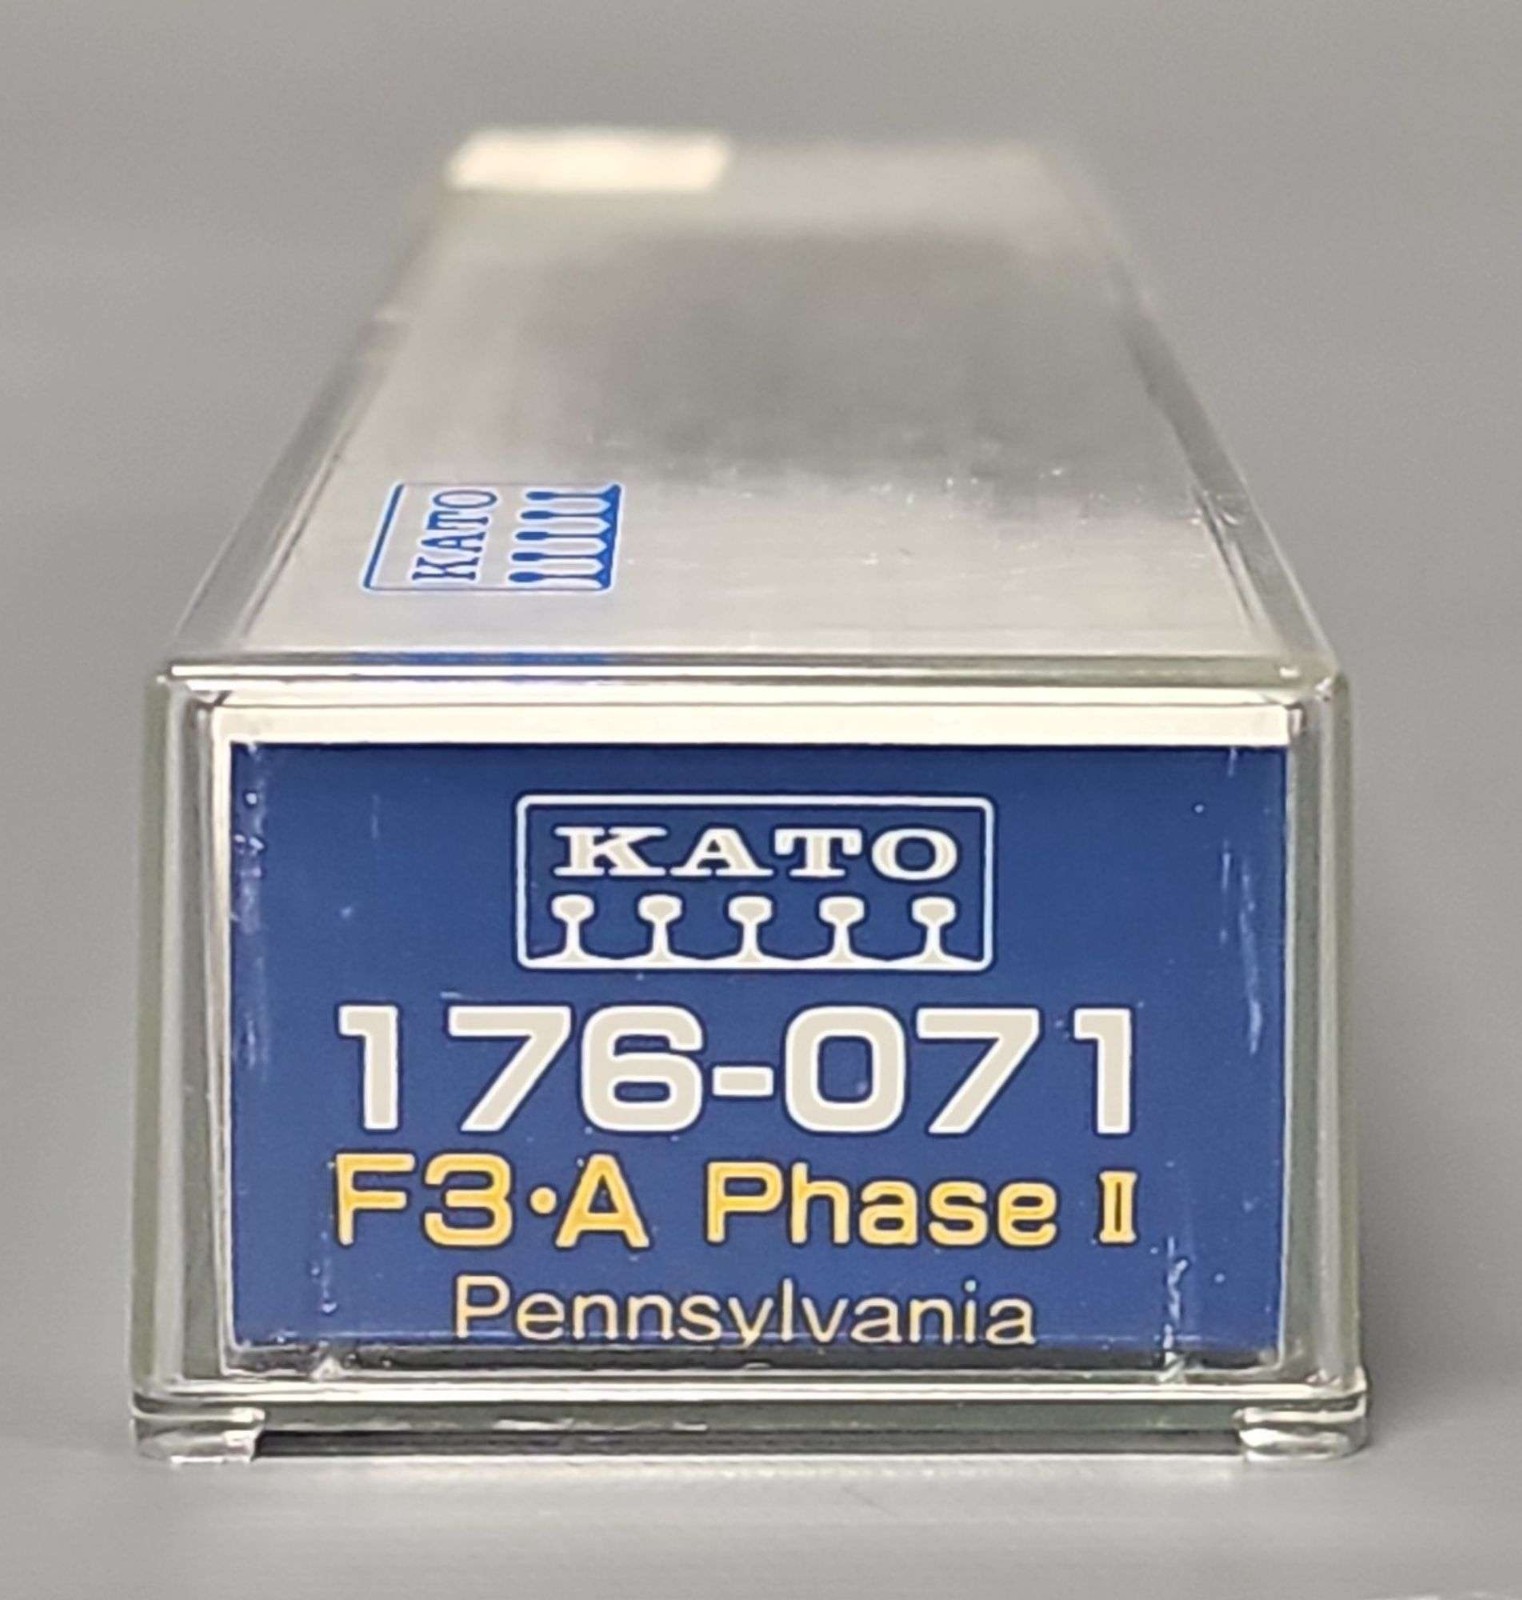 KATO
KATO
176-071
F3·A Phase II
Pennsylvania